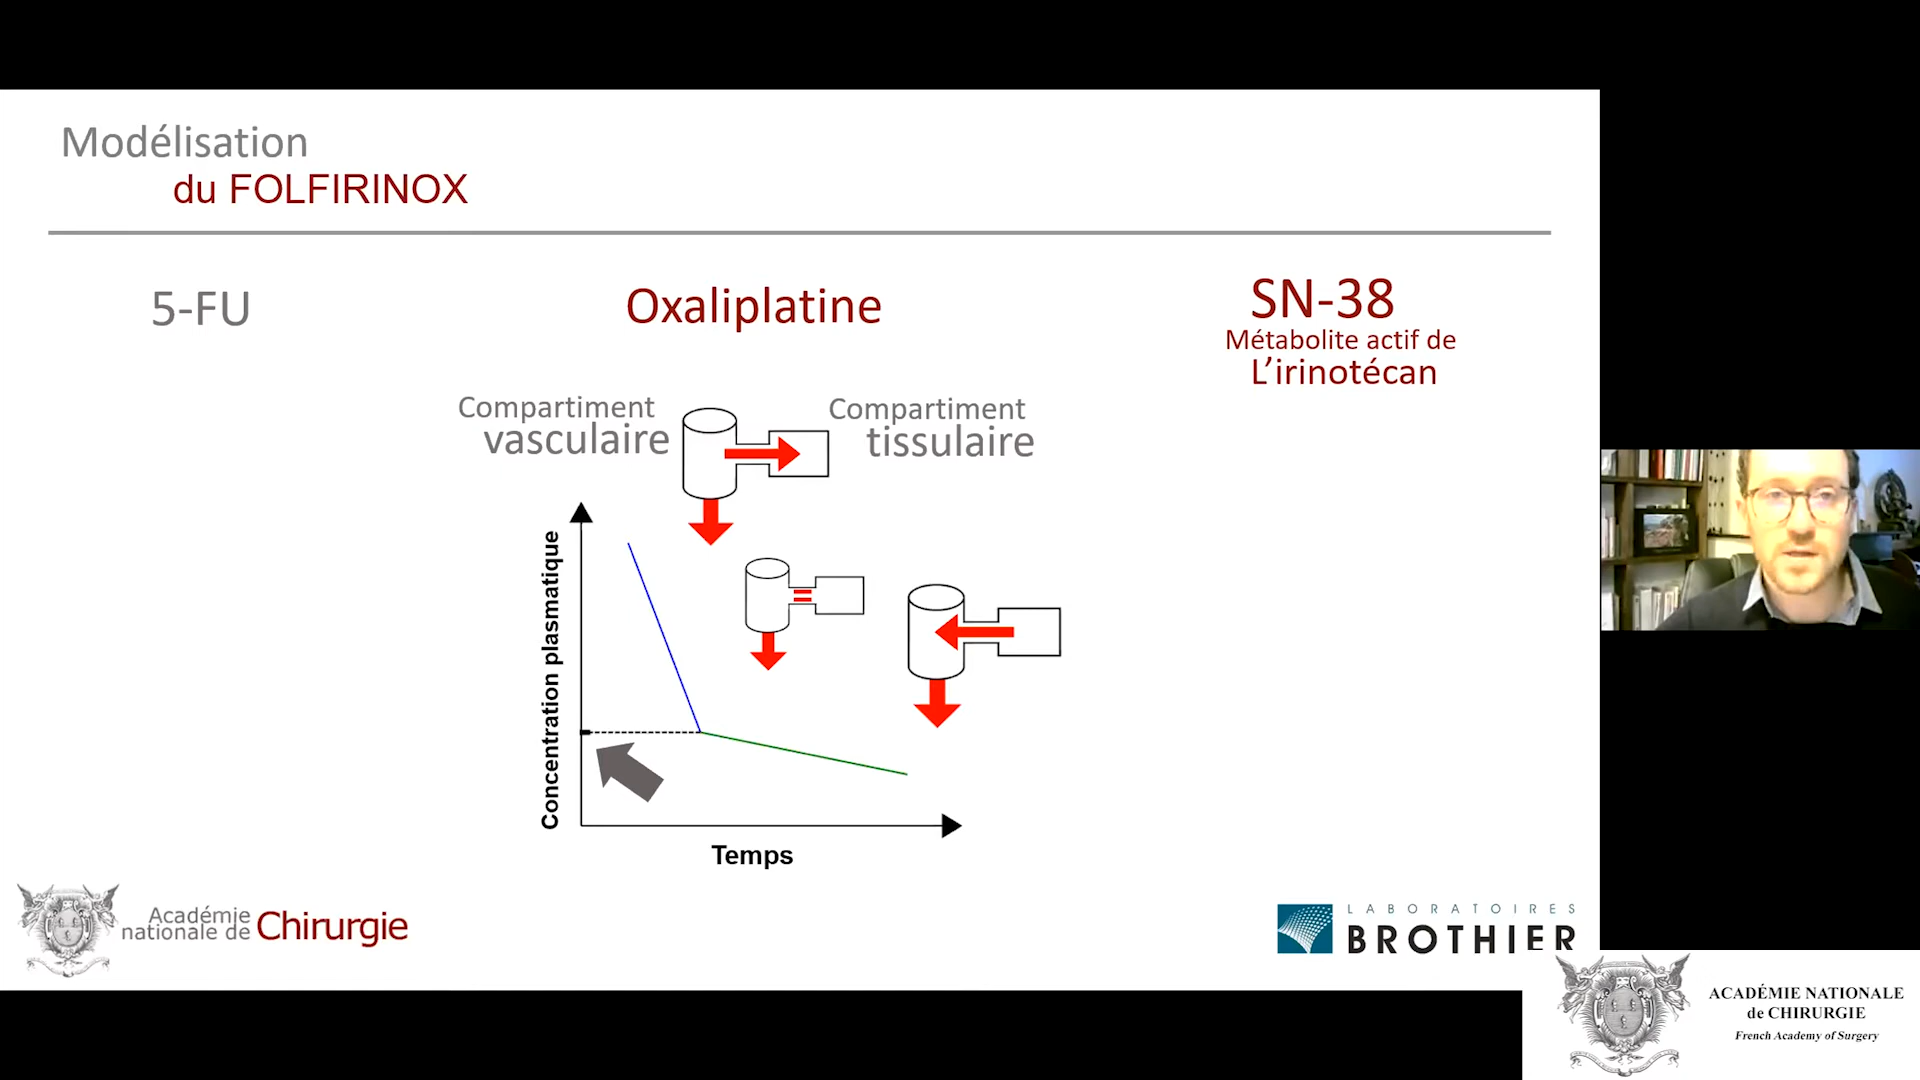 Modélisation
du FOLFIRINOX
5-FU
Oxaliplatine
SN-38
Métabolite actif de
L’irinotécan
Compartiment
vasculaire
Compartiment
tissulaire
Concentration plasmatique
Temps
Académie
nationale de Chirurgie
LABORATOIRES
BROTHIER
ACADÉMIE NATIONALE
de CHIRURGIE
French Academy of Surgery